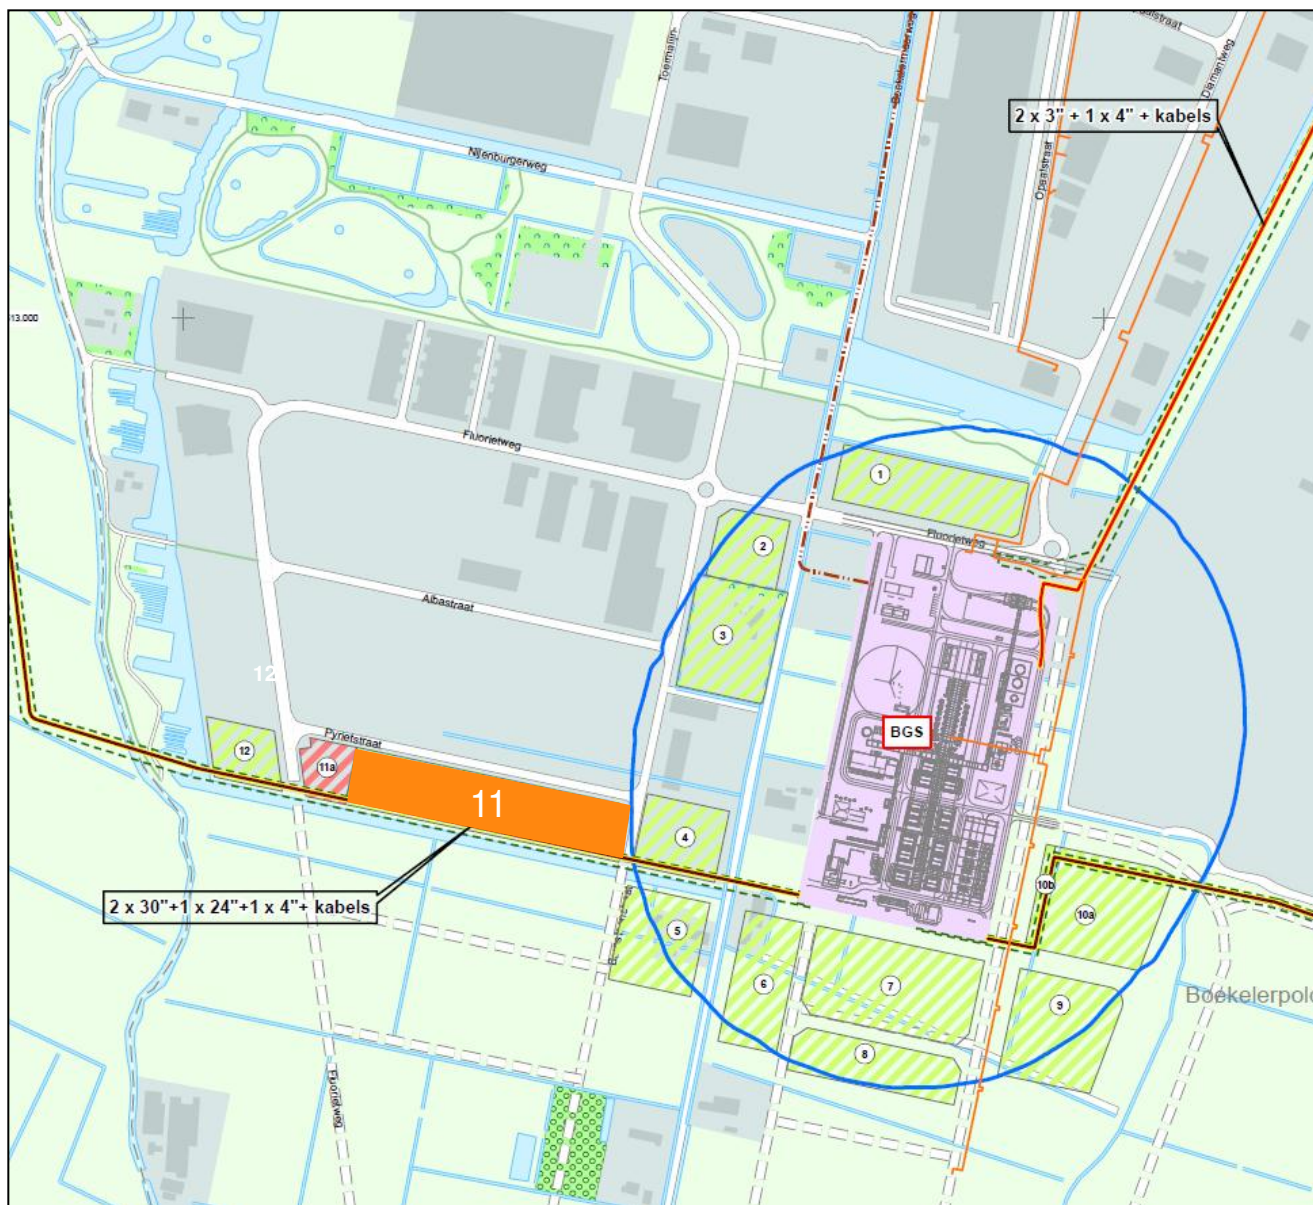 Toermalijn-
Boekelermeerweg
Diamantweg
2 x 3" + 1 x 4" + kabels
Nijenburgerweg
Opaalstraat
313.000
Fluorietweg
1
2
Fluorietweg
Albastraat
3
12
BGS
Pyrietstraat
12
11a
11
4
10b
2 x 30"+1 x 24"+1 x 4"+ kabels
10a
5
6
7
9
Boekelerpold
8
Fluorietweg